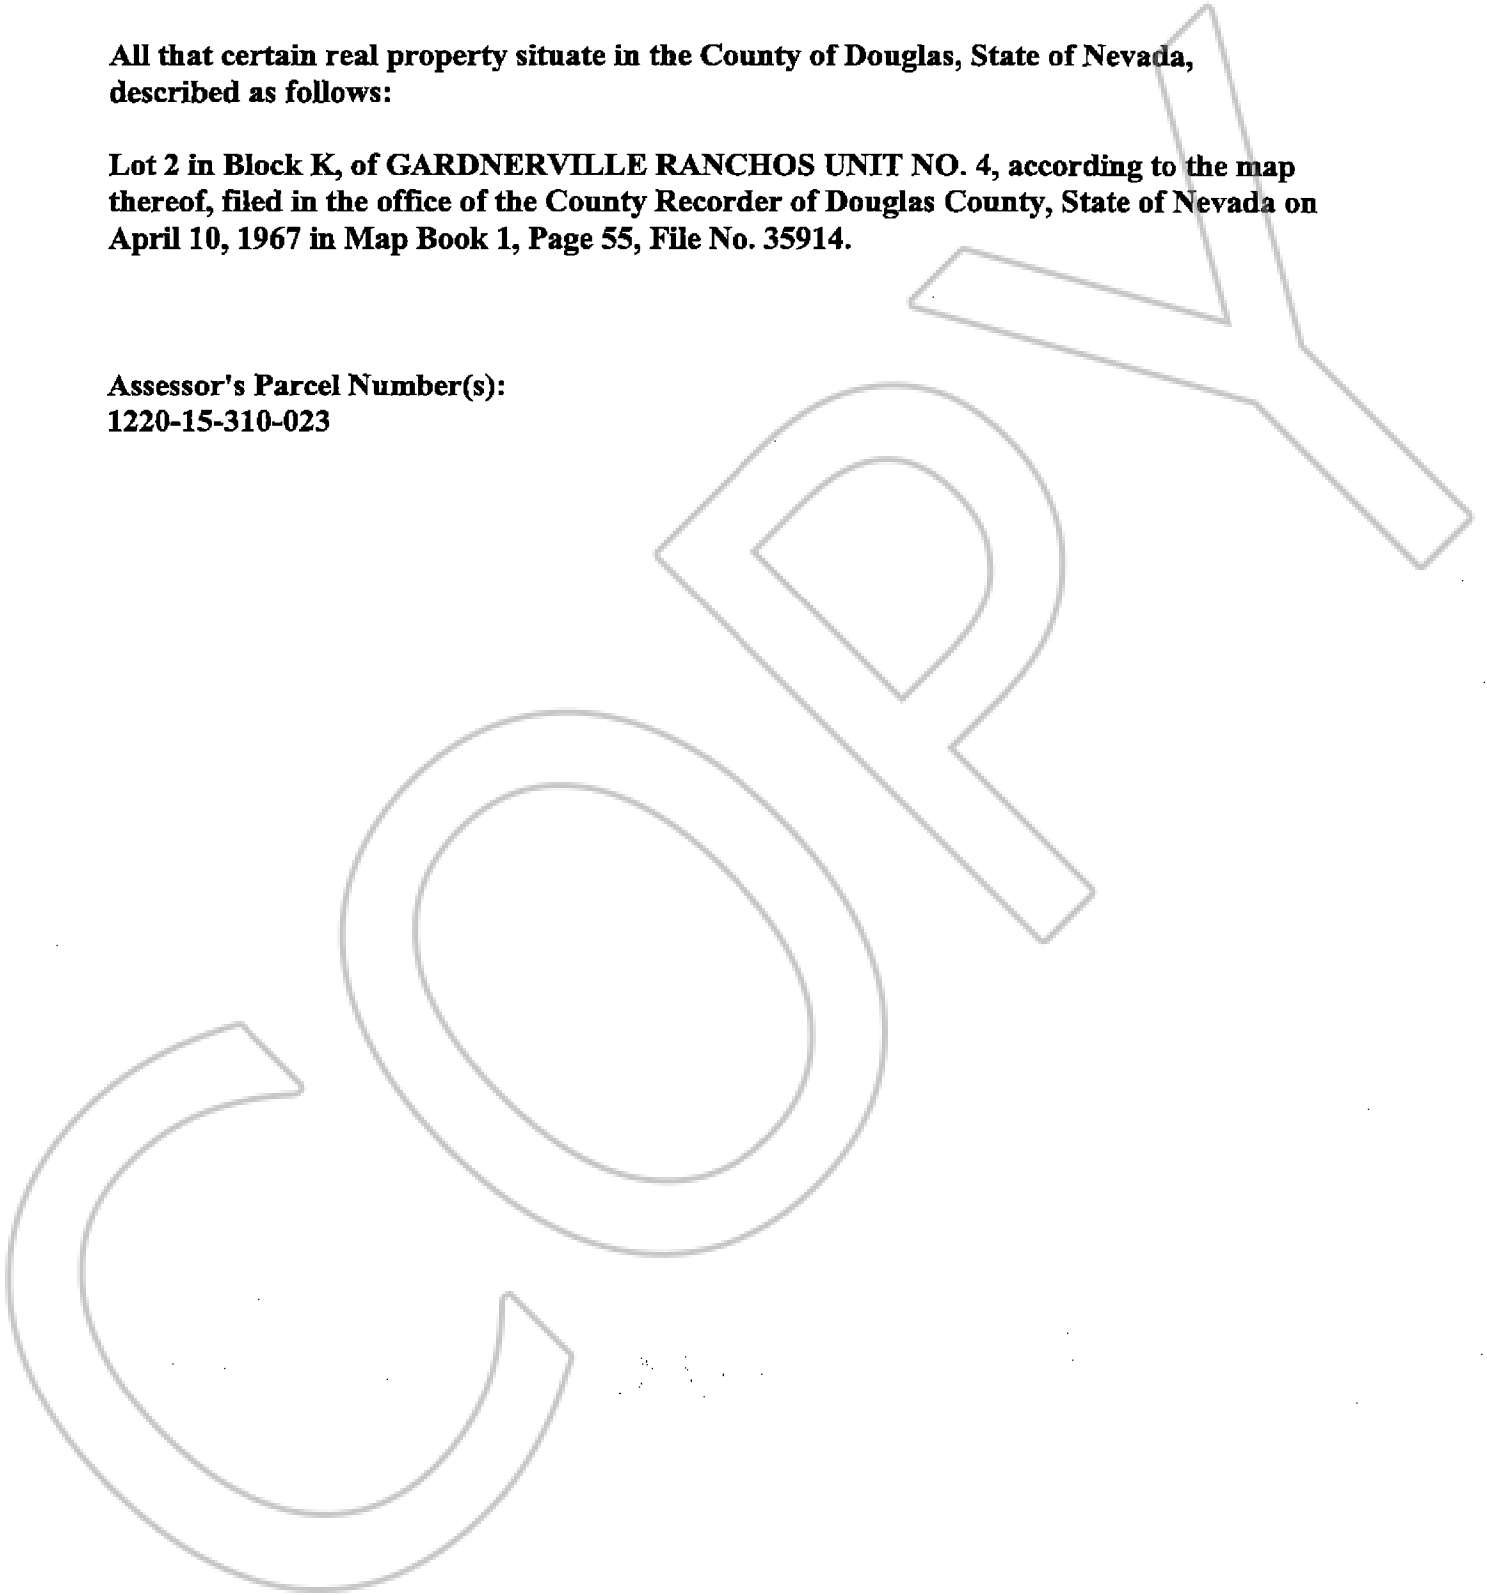 All that certain real property situate in the County of Douglas, State of Nevada,
described as follows:
Lot 2 in Block K, of GARDNERVILLE RANCHOS UNIT NO. 4, according to the map
thereof, filed in the office of the County Recorder of Douglas County, State of Nevada on
April 10, 1967 in Map Book 1, Page 55, File No. 35914.
Assessor's Parcel Number(s):
1220-15-310-023
COPY